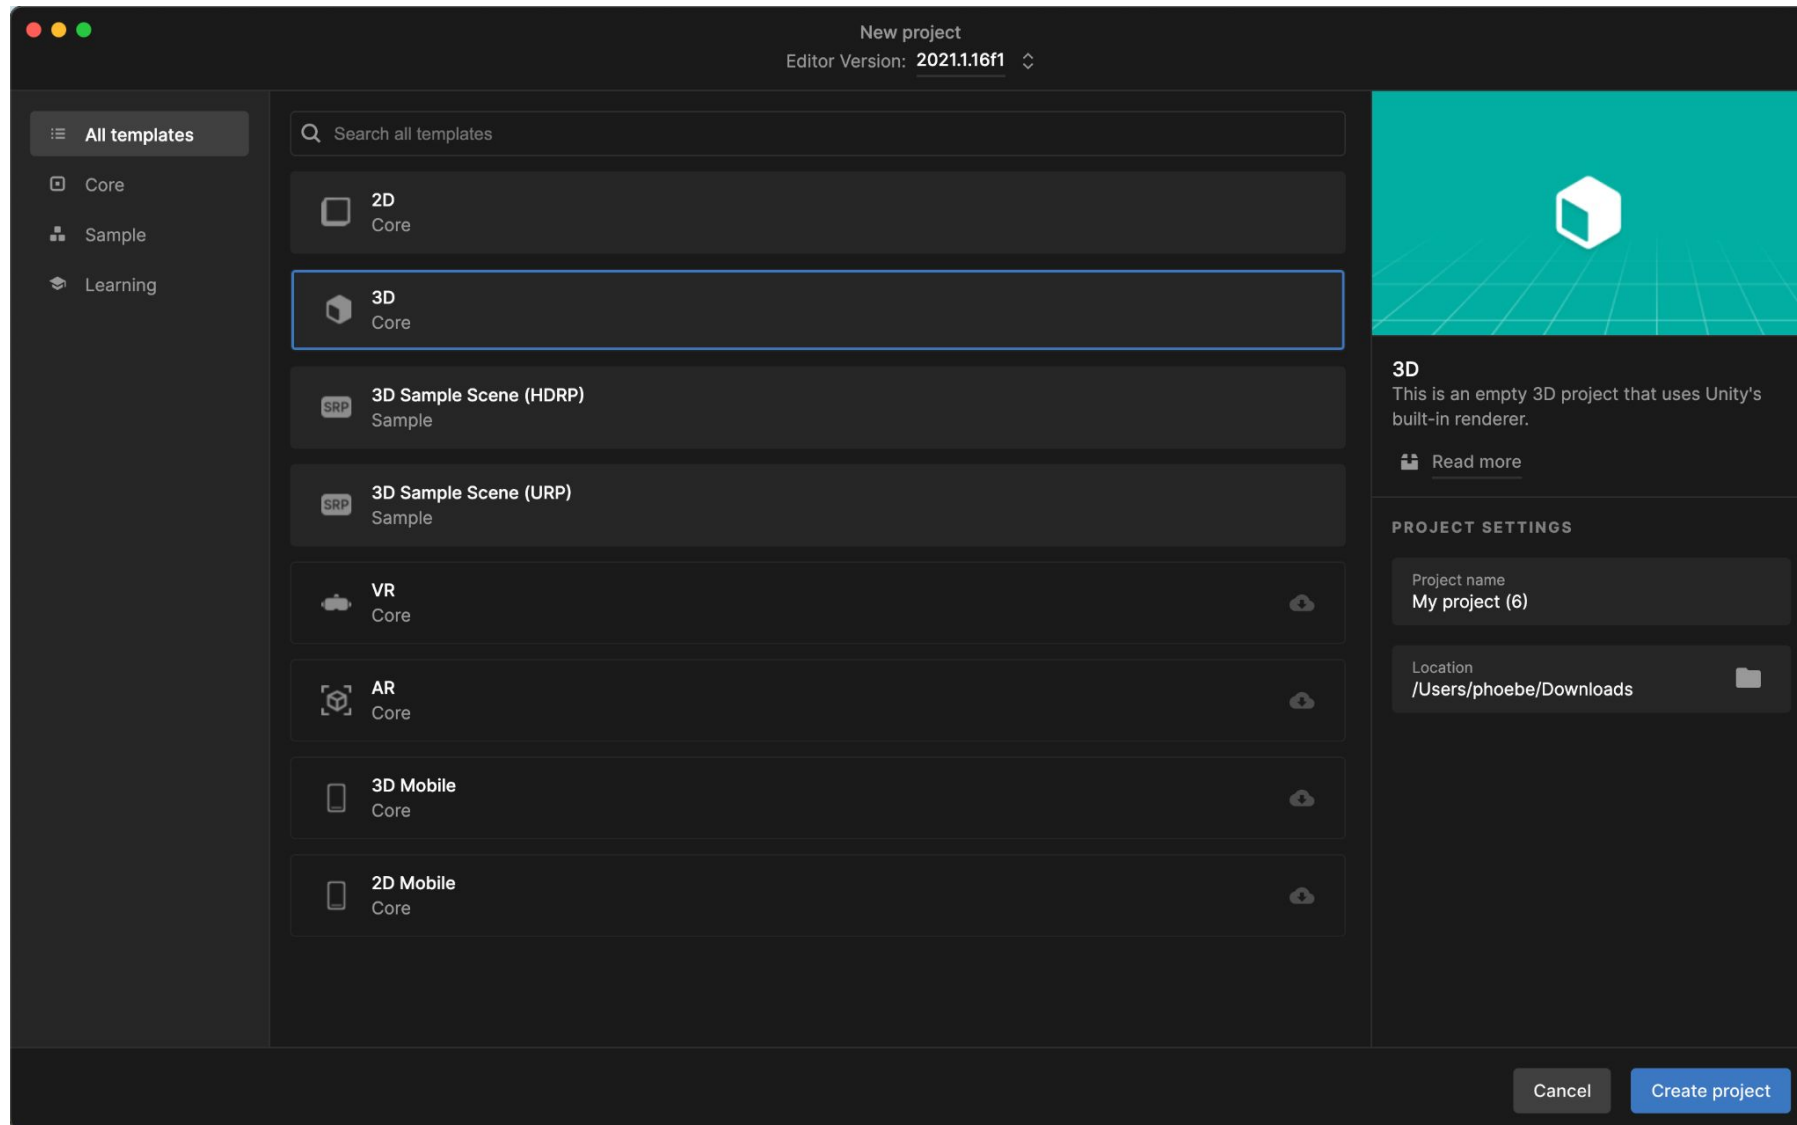 New project
Editor Version: 2021.1.16f1
All templates
Core
Sample
Learning
Search all templates
2D
Core
3D
Core
SRP
3D Sample Scene (HDRP)
Sample
SRP
3D Sample Scene (URP)
Sample
VR
Core
AR
Core
3D Mobile
Core
2D Mobile
Core
3D
This is an empty 3D project that uses Unity's
built-in renderer.
Read more
PROJECT SETTINGS
Project name
My project (6)
Location
/Users/phoebe/Downloads
Cancel
Create project